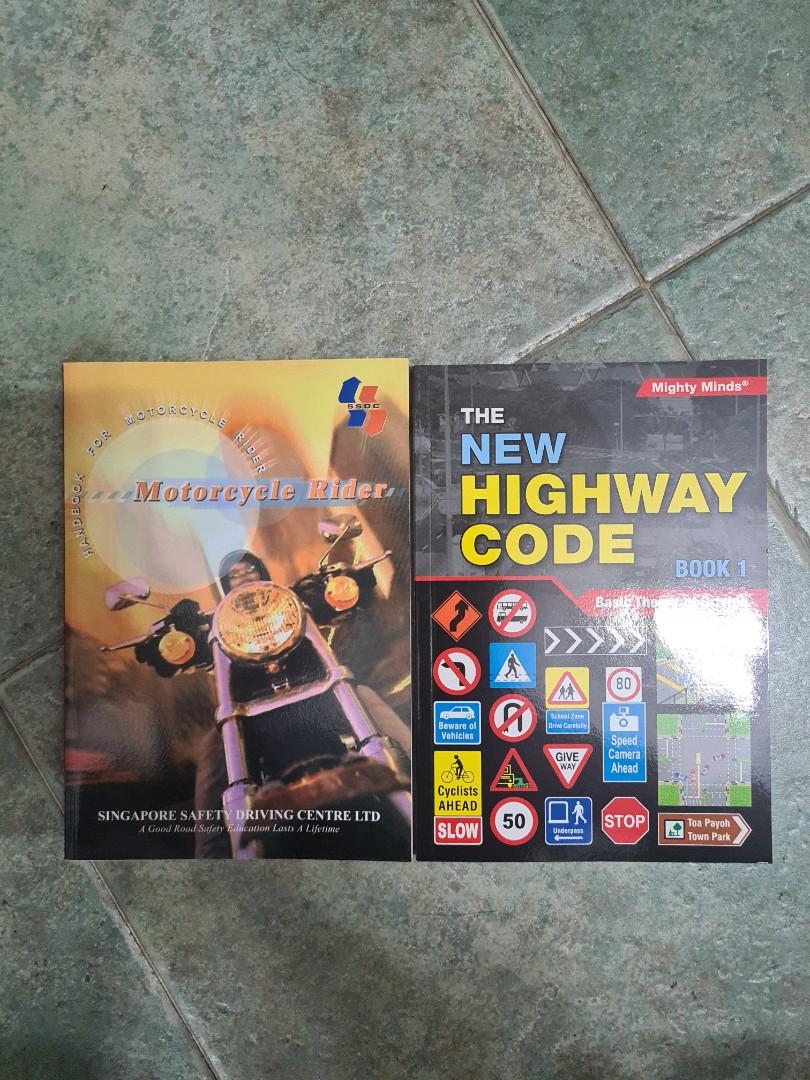 HANDBOOK FOR MOTORCYCLE RIDER
SSDC
Motorcycle Rider
SINGAPORE SAFETY DRIVING CENTRE LTD
A Good Road Safety Education Lasts A Lifetime
Mighty Minds®
THE
NEW
HIGHWAY
CODE
BOOK 1
Basic
80
Beware of
Vehicles
School Zone
Drive Carefully
Speed
Camera
Ahead
Cyclists
AHEAD
GIVE
WAY
SLOW
50
Underpass
STOP
Toa Payoh
Town Park